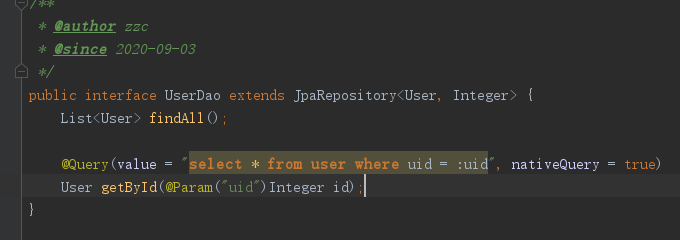 /**
* @author zzc
* @since 2020-09-03
*/
public interface UserDao extends JpaRepository<User, Integer> {
List<User> findAll();
@Query(value = "select * from user where uid = :uid", nativeQuery = true)
User getById(@Param("uid")Integer id);
}